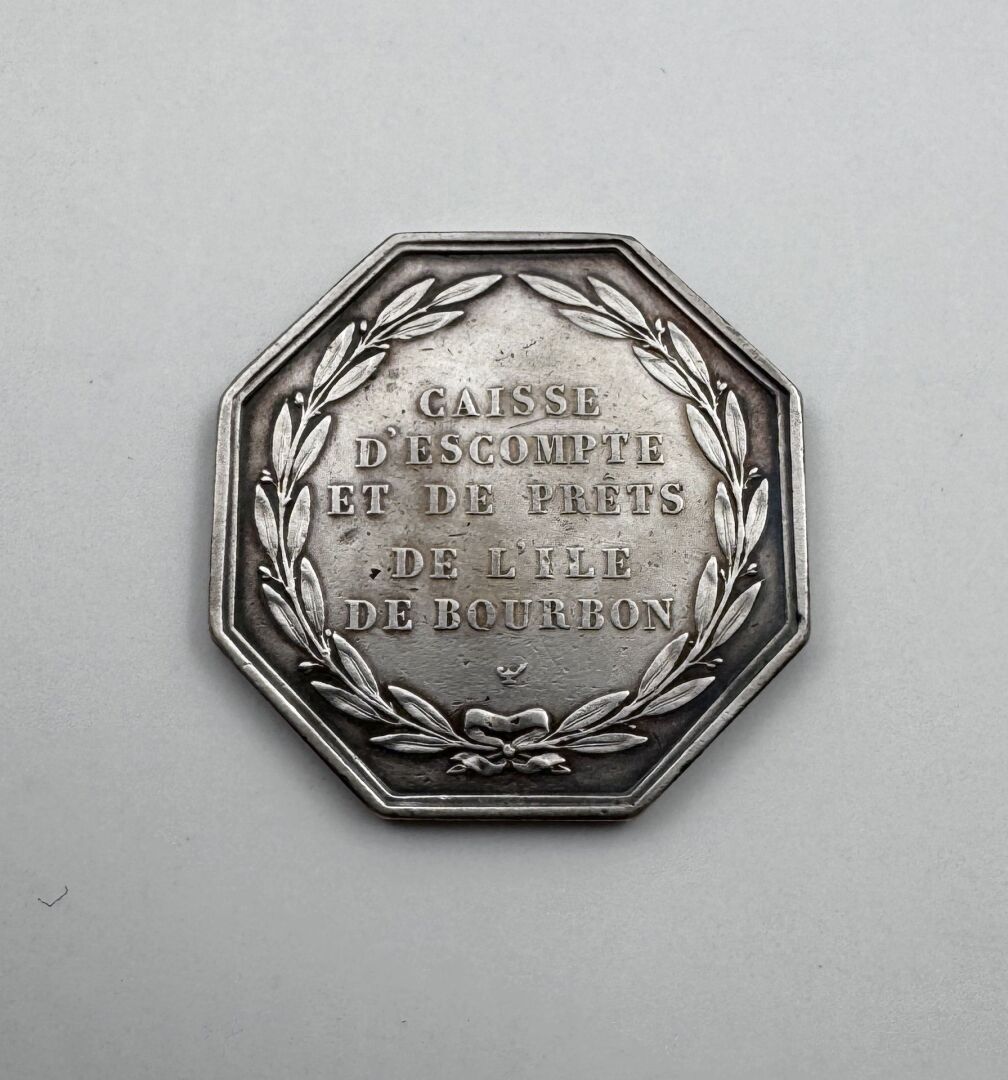 CAISSE
D'ESCOMPTE
ET DE PRÊTS
DE L'ILE
DE BOURBON